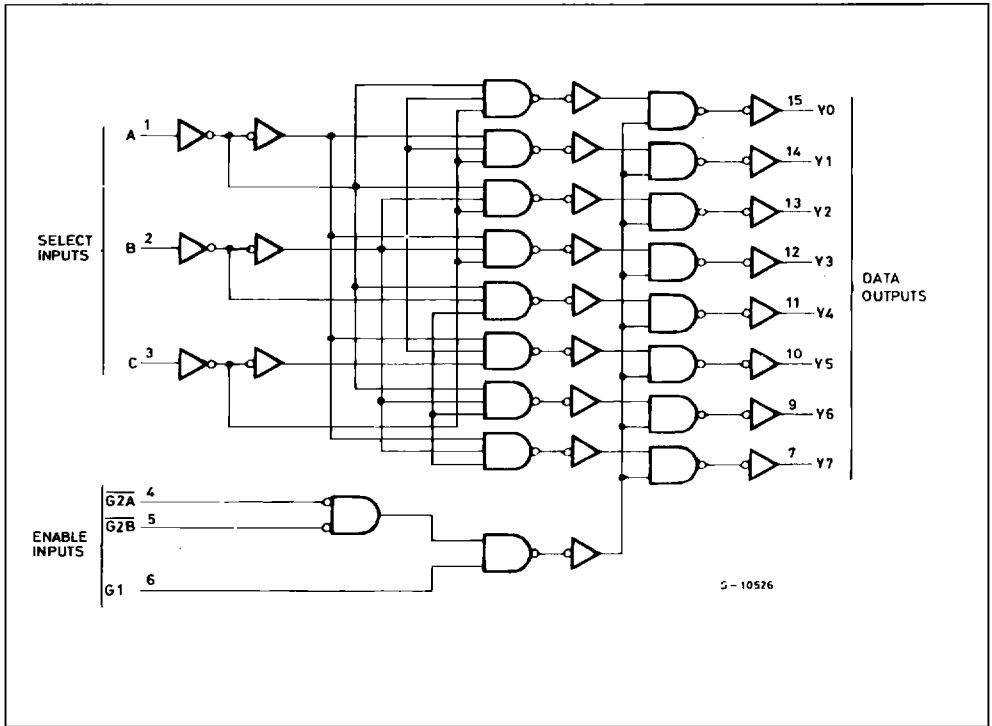 A 1
B 2
C 3
SELECT
INPUTS
15 Y0
14 Y1
13 Y2
12 Y3
11 Y4
10 Y5
9 Y6
7 Y7
DATA
OUTPUTS
G2A 4
G2B 5
G1 6
ENABLE
INPUTS